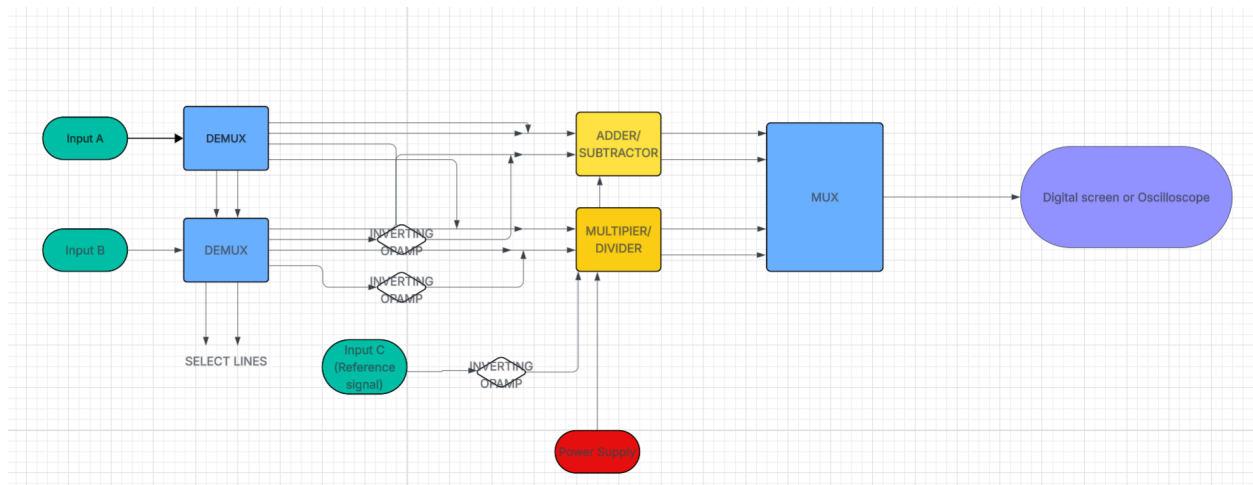 Input A
DEMUX
ADDER/
SUBTRACTOR
MUX
Digital screen or Oscilloscope
Input B
DEMUX
INVERTING
OPAMP
MULTIPIER/
DIVIDER
INVERTING
OPAMP
SELECT LINES
Input C
(Reference
signal)
INVERTING
OPAMP
Power Supply